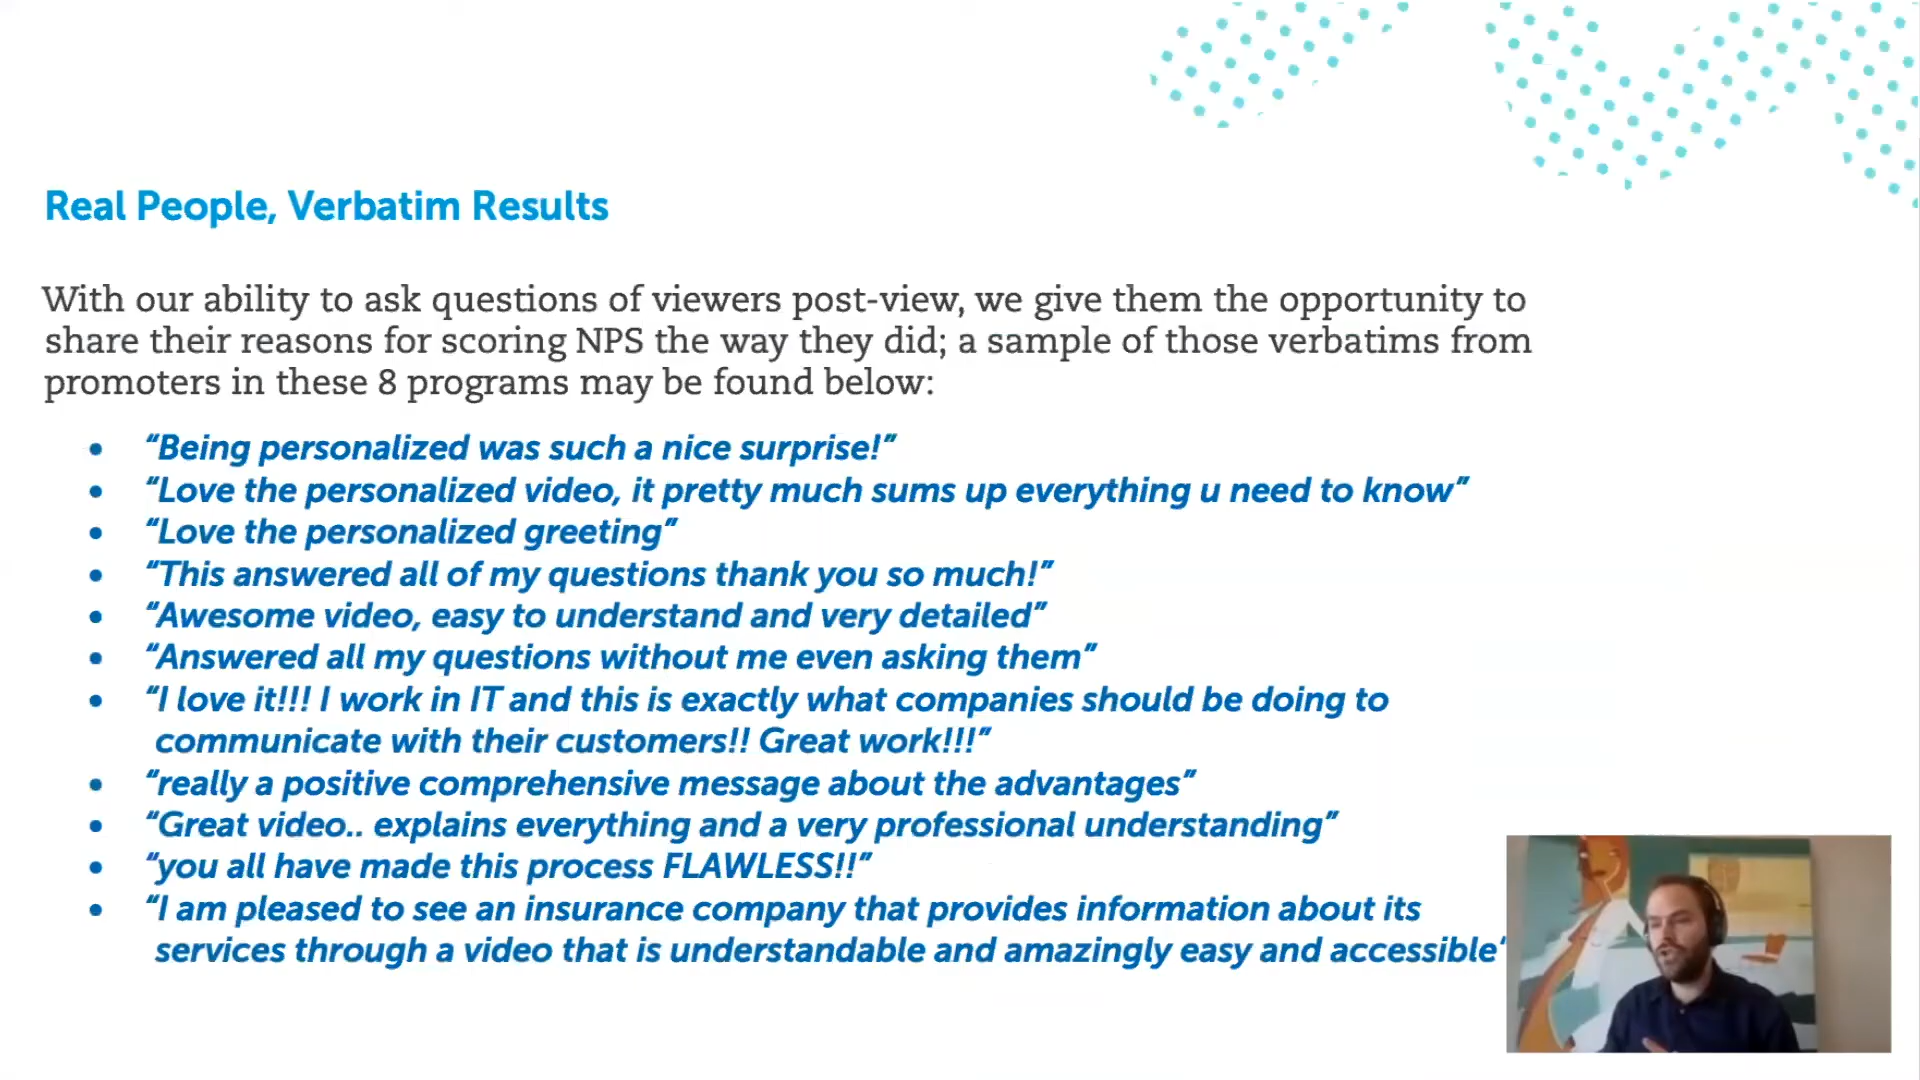 Real People, Verbatim Results
With our ability to ask questions of viewers post-view, we give them the opportunity to
share their reasons for scoring NPS the way they did; a sample of those verbatims from
promoters in these 8 programs may be found below:
• “Being personalized was such a nice surprise!”
• “Love the personalized video, it pretty much sums up everything u need to know”
• “Love the personalized greeting”
• “This answered all of my questions thank you so much!”
• “Awesome video, easy to understand and very detailed”
• “Answered all my questions without me even asking them”
• “I love it!!! I work in IT and this is exactly what companies should be doing to
communicate with their customers!! Great work!!!”
• “really a positive comprehensive message about the advantages”
• “Great video.. explains everything and a very professional understanding”
• “you all have made this process FLAWLESS!!”
• “I am pleased to see an insurance company that provides information about its
services through a video that is understandable and amazingly easy and accessible”